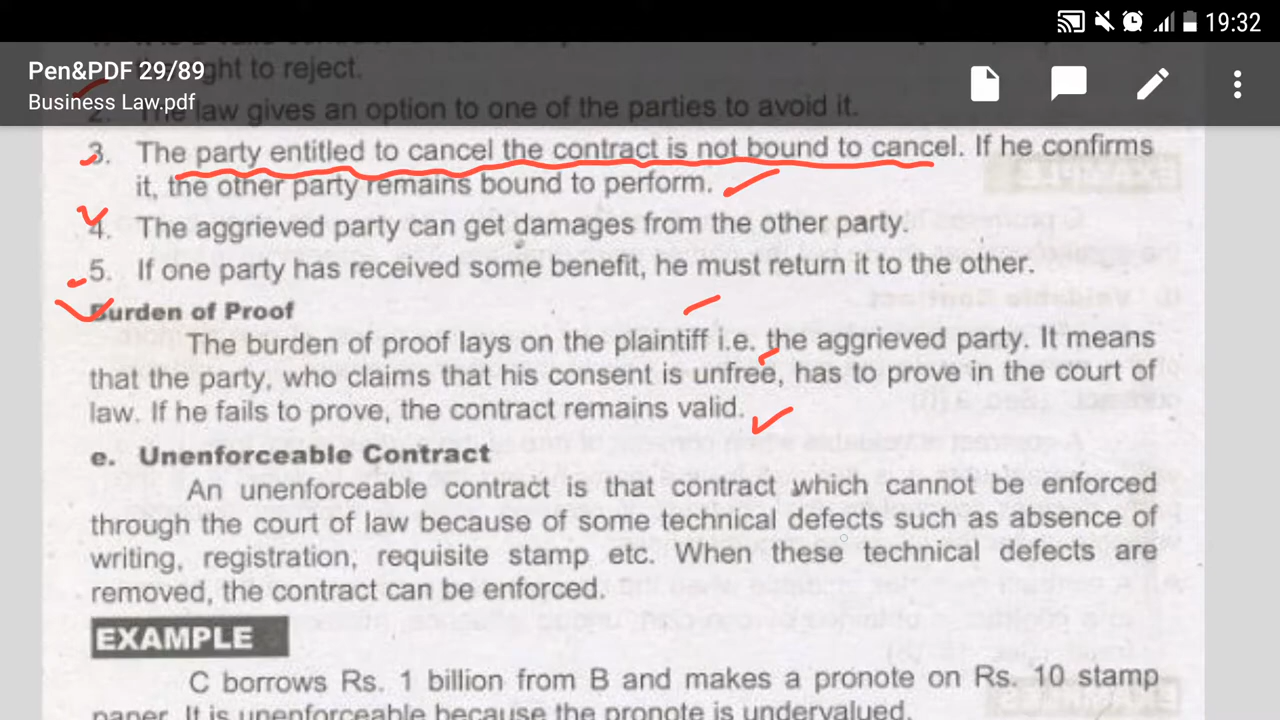 19:32
Pen&PDF 29/89
Business Law.pdf
right to reject.
2. The law gives an option to one of the parties to avoid it.
3. The party entitled to cancel the contract is not bound to cancel. If he confirms
it, the other party remains bound to perform.
4. The aggrieved party can get damages from the other party.
5. If one party has received some benefit, he must return it to the other.
Burden of Proof
The burden of proof lays on the plaintiff i.e. the aggrieved party. It means
that the party, who claims that his consent is unfree, has to prove in the court of
law. If he fails to prove, the contract remains valid.
e. Unenforceable Contract
An unenforceable contract is that contract which cannot be enforced
through the court of law because of some technical defects such as absence of
writing, registration, requisite stamp etc. When these technical defects are
removed, the contract can be enforced.
EXAMPLE
C borrows Rs. 1 billion from B and makes a pronote on Rs. 10 stamp
paper. It is unenforceable because the pronote is undervalued.